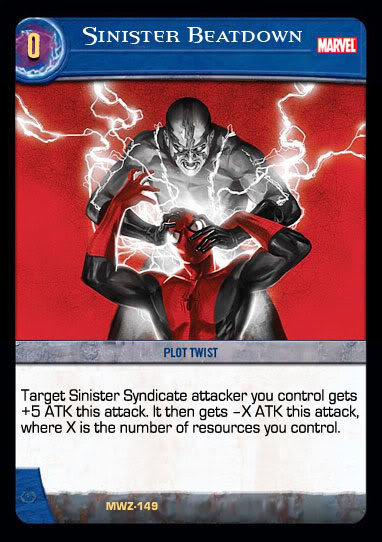 0
SINISTER BEATDOWN
MARVEL
PLOT TWIST
Target Sinister Syndicate attacker you control gets
+5 ATK this attack. It then gets –X ATK this attack,
where X is the number of resources you control.
MWZ-149